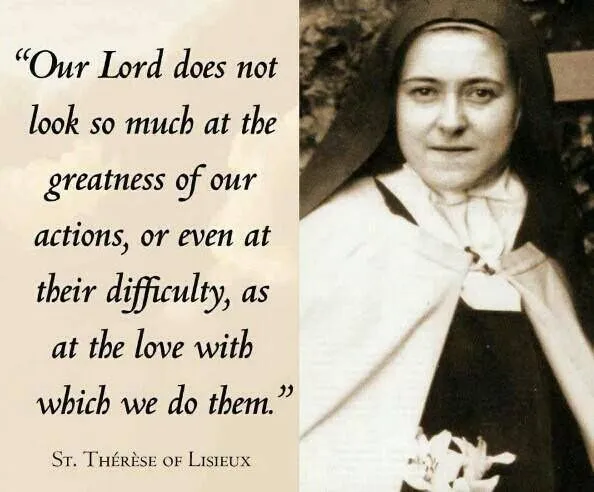 “Our Lord does not
look so much at the
greatness of our
actions, or even at
their difficulty, as
at the love with
which we do them.”
St. Thérèse of Lisieux